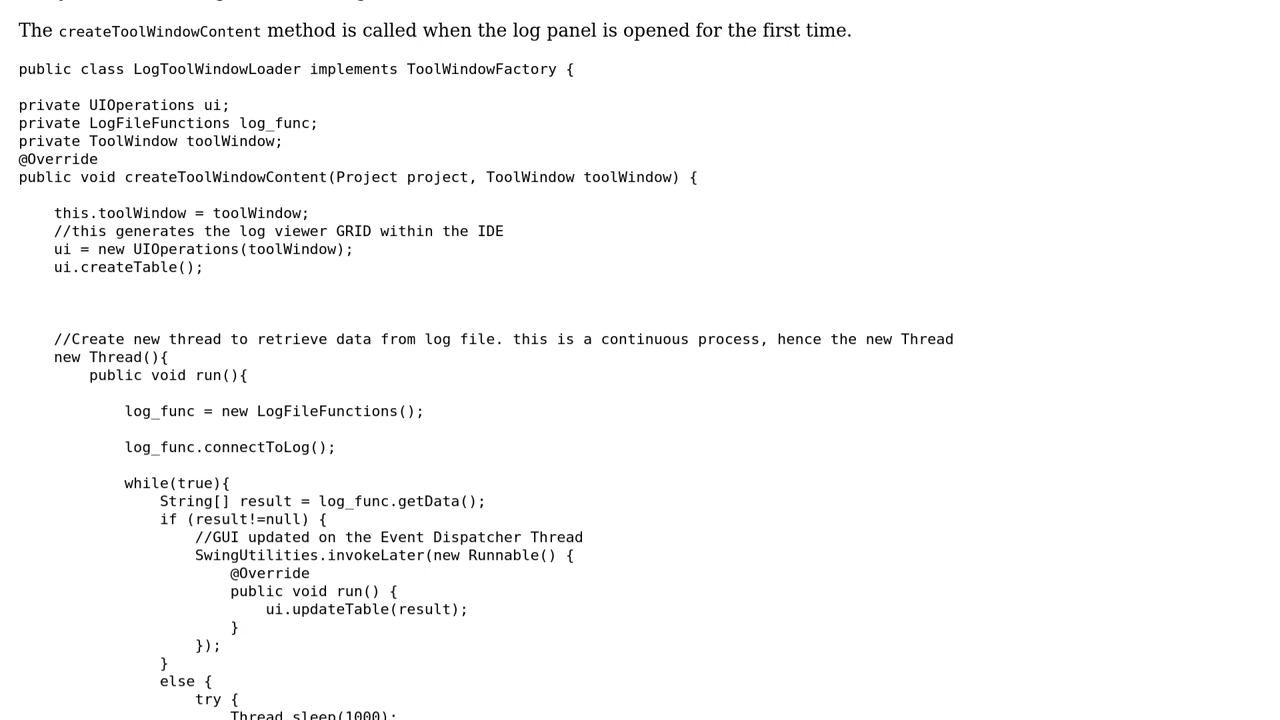 The createToolWindowContent method is called when the log panel is opened for the first time.
public class LogToolWindowLoader implements ToolWindowFactory {
private UIOperations ui;
private LogFileFunctions log_func;
private ToolWindow toolWindow;
@Override
public void createToolWindowContent(Project project, ToolWindow toolWindow) {
this.toolWindow = toolWindow;
//this generates the log viewer GRID within the IDE
ui = new UIOperations(toolWindow);
ui.createTable();
//Create new thread to retrieve data from log file. this is a continuous process, hence the new Thread
new Thread(){
public void run(){
log_func = new LogFileFunctions();
log_func.connectToLog();
while(true){
String[] result = log_func.getData();
if (result!=null) {
//GUI updated on the Event Dispatcher Thread
SwingUtilities.invokeLater(new Runnable() {
@Override
public void run() {
ui.updateTable(result);
}
});
}
else {
try {
Thread.sleep(1000);